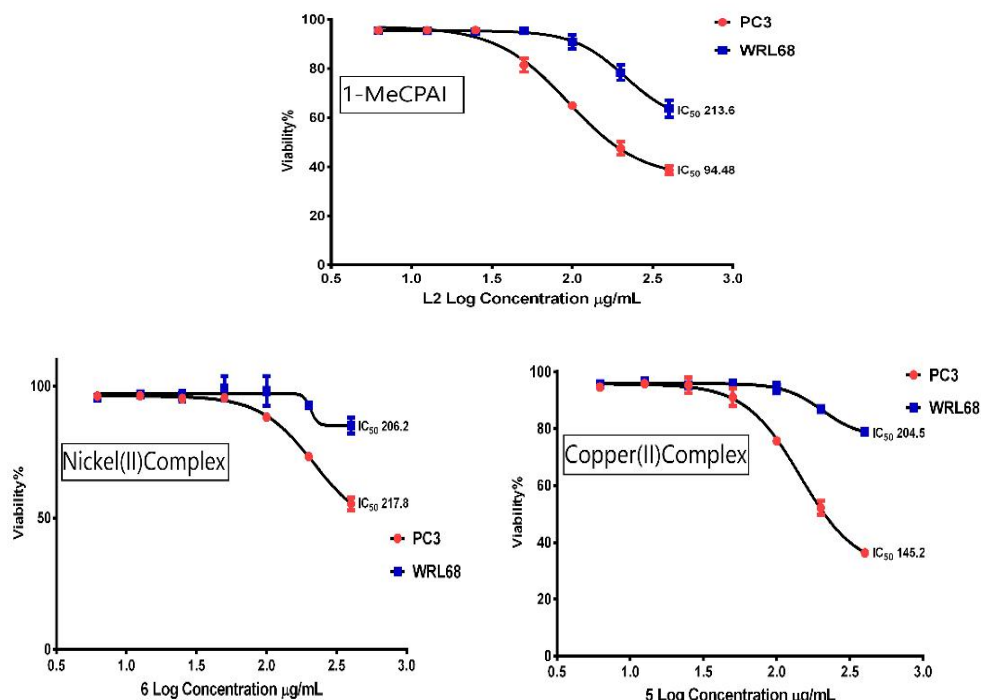 PC3
WRL68
1-MeCPAI
Viability%
100
80
60
40
20
0
IC50 213.6
IC50 94.48
0.5 1.0 1.5 2.0 2.5 3.0
L2 Log Concentration μg/mL
Nickel(II)Complex
Viability%
100
50
0
IC50 206.2
IC50 217.8
PC3
WRL68
0.5 1.0 1.5 2.0 2.5 3.0
6 Log Concentration μg/mL
PC3
WRL68
Copper(II)Complex
Viability%
100
80
60
40
20
0
IC50 204.5
IC50 145.2
0.5 1.0 1.5 2.0 2.5 3.0
5 Log Concentration μg/mL